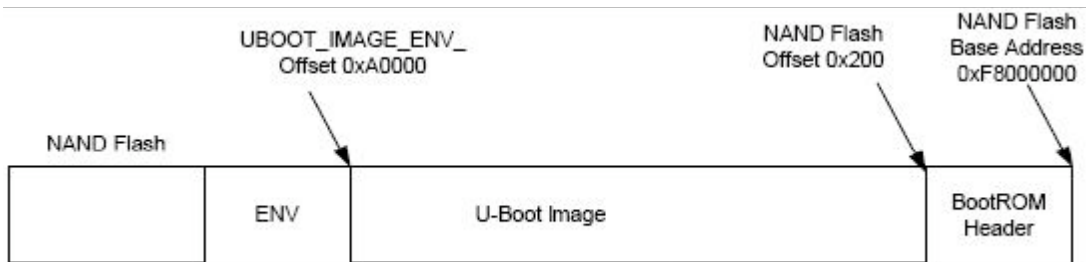 UBOOT_IMAGE_ENV_
Offset 0xA0000
NAND Flash
Offset 0x200
NAND Flash
Base Address
0xF8000000
NAND Flash
ENV
U-Boot Image
BootROM
Header